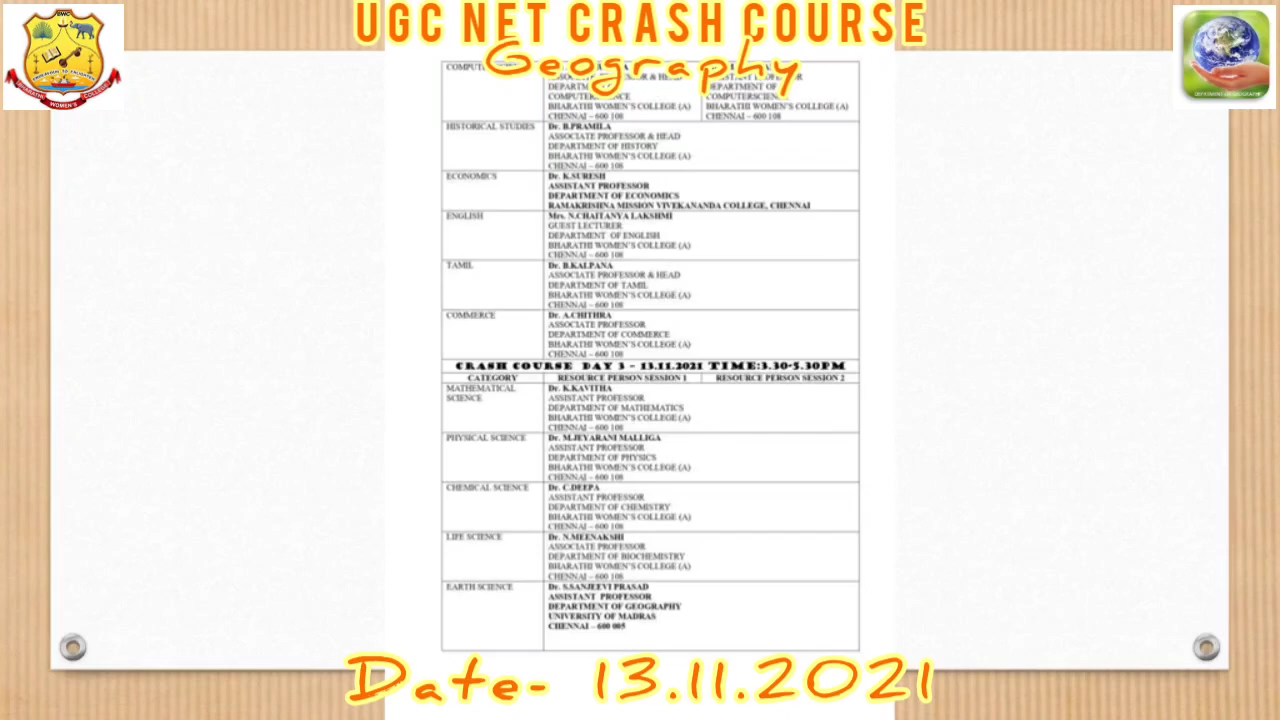 UGC NET CRASH COURSE
Geography
BWC
ENDEAVOUR TO ENLIGHTEN
BHARATHI WOMEN'S COLLEGE
DEPARTMENT OF GEOGRAPHY
COMPUTERSCIENCE
BHARATHI WOMEN'S COLLEGE (A) BHARATHI WOMEN'S COLLEGE (A)
CHENNAI – 600 108 CHENNAI – 600 108
HISTORICAL STUDIES Dr. B.PRAMILA
ASSOCIATE PROFESSOR & HEAD
DEPARTMENT OF HISTORY
BHARATHI WOMEN'S COLLEGE (A)
CHENNAI – 600 108
ECONOMICS Dr. K.SURESH
ASSISTANT PROFESSOR
DEPARTMENT OF ECONOMICS
RAMAKRISHNA MISSION VIVEKANANDA COLLEGE, CHENNAI
ENGLISH Mrs. N.CHAITANYA LAKSHMI
GUEST LECTURER
DEPARTMENT OF ENGLISH
BHARATHI WOMEN'S COLLEGE (A)
CHENNAI – 600 108
TAMIL Dr. B.KALPANA
ASSOCIATE PROFESSOR & HEAD
DEPARTMENT OF TAMIL
BHARATHI WOMEN'S COLLEGE (A)
CHENNAI – 600 108
COMMERCE Dr. A.CHITHRA
ASSOCIATE PROFESSOR
DEPARTMENT OF COMMERCE
BHARATHI WOMEN'S COLLEGE (A)
CHENNAI – 600 108
CRASH COURSE DAY 3 – 13.11.2021 TIME:3.30-5.30PM
CATEGORY RESOURCE PERSON SESSION 1 RESOURCE PERSON SESSION 2
MATHEMATICAL SCIENCE Dr. K.KAVITHA
ASSISTANT PROFESSOR
DEPARTMENT OF MATHEMATICS
BHARATHI WOMEN'S COLLEGE (A)
CHENNAI – 600 108
PHYSICAL SCIENCE Dr. M.JEYARANI MALLIGA
ASSISTANT PROFESSOR
DEPARTMENT OF PHYSICS
BHARATHI WOMEN'S COLLEGE (A)
CHENNAI – 600 108
CHEMICAL SCIENCE Dr. C.DEEPA
ASSISTANT PROFESSOR
DEPARTMENT OF CHEMISTRY
BHARATHI WOMEN'S COLLEGE (A)
CHENNAI – 600 108
LIFE SCIENCE Dr. N.MEENAKSHI
ASSOCIATE PROFESSOR
DEPARTMENT OF BIOCHEMISTRY
BHARATHI WOMEN'S COLLEGE (A)
CHENNAI – 600 108
EARTH SCIENCE Dr. S.SANJEEVI PRASAD
ASSISTANT PROFESSOR
DEPARTMENT OF GEOGRAPHY
UNIVERSITY OF MADRAS
CHENNAI – 600 005
Date- 13.11.2021